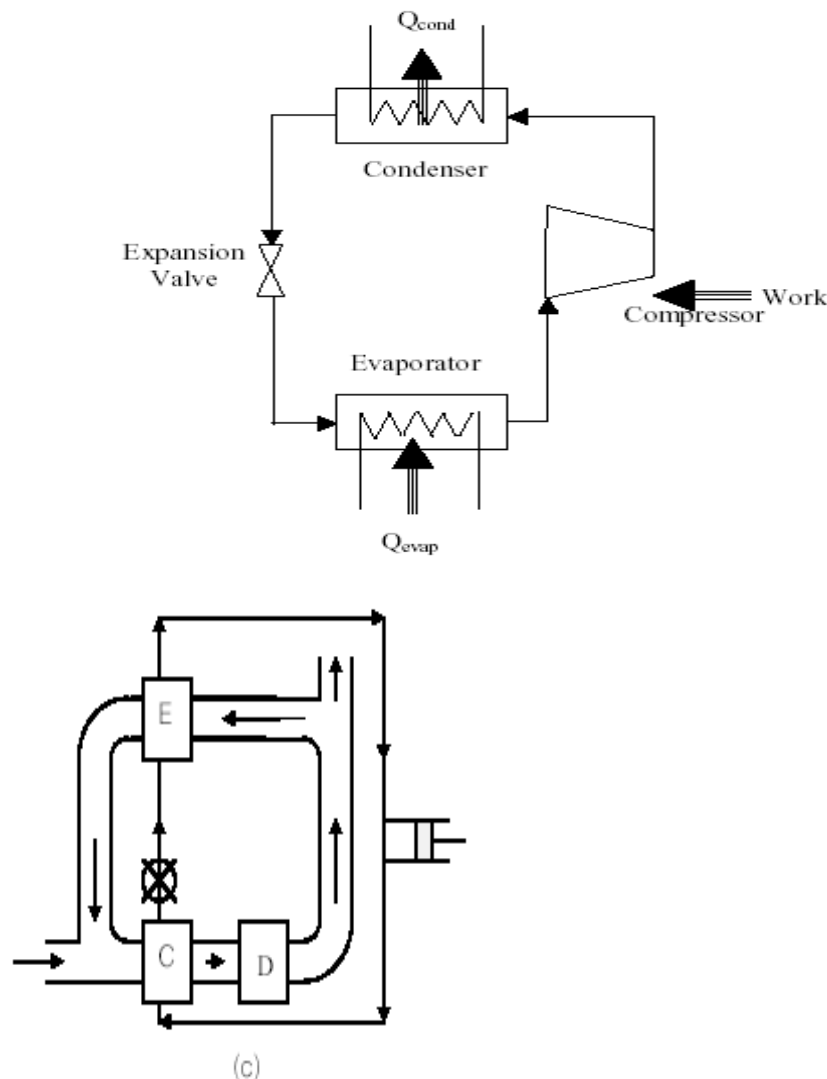 Qcond
Condenser
Expansion
Valve
Work
Compressor
Evaporator
Qevap
E
C
D
(c)